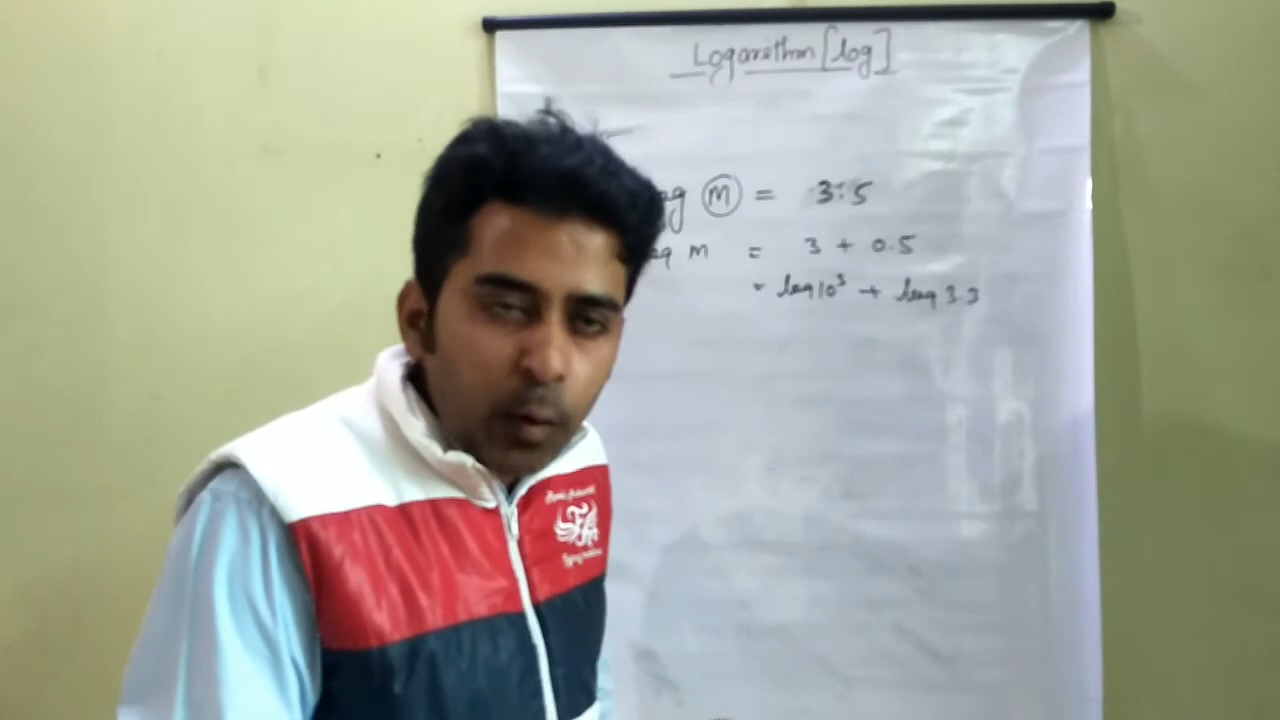 Logarithm [log]
m = 3.5
m = 3 + 0.5
= log 10³ + log 3.3